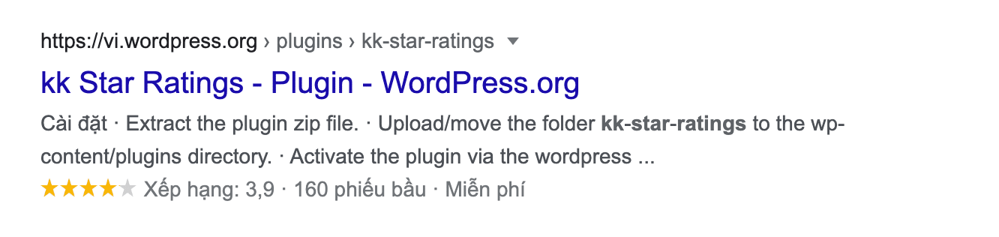 https://vi.wordpress.org › plugins › kk-star-ratings
kk Star Ratings - Plugin - WordPress.org
Cài đặt · Extract the plugin zip file. · Upload/move the folder kk-star-ratings to the wp-
content/plugins directory. · Activate the plugin via the wordpress ...
Xếp hạng: 3,9 · 160 phiếu bầu · Miễn phí